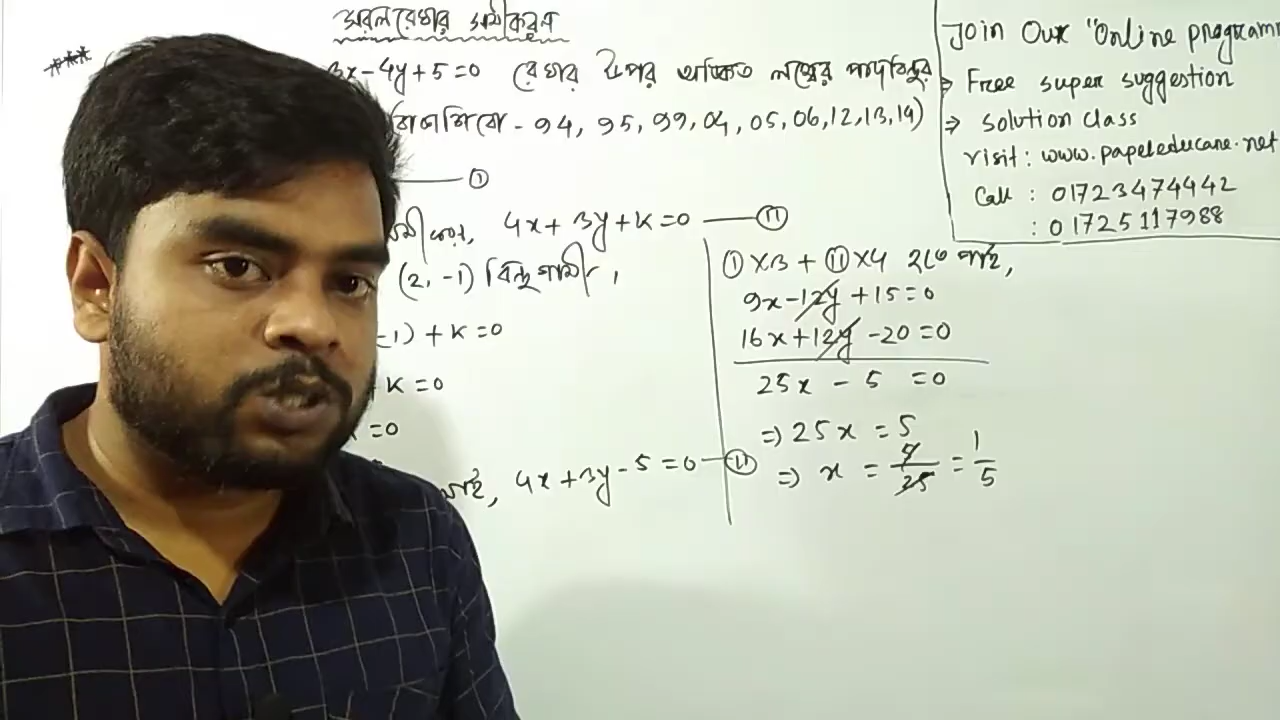 সরলরেখার সমীকরণ
***
3x-4y+5=0 রেখার উপর অঙ্কিত লম্বের পাদবিন্দুর
-94, 95, 99, 04, 05, 06, 12, 13, 14)
①
4x+3y+k=0 —— ⑪
(2,-1) বিন্দুগামী,
-1) + k=0
k=0
=0
4x+3y-5=0 — ⑪
① ×3 + ⑪ ×4 হতে পাই,
9x-12y+15=0
16x+12y-20=0
25x - 5 =0
=> 25x = 5
=> x = 5/25 = 1/5
Join Our "Online programm
=> Free super suggestion
=> solution class
visit: www.papeleducane.net
Call : 01723474442
: 01725117988